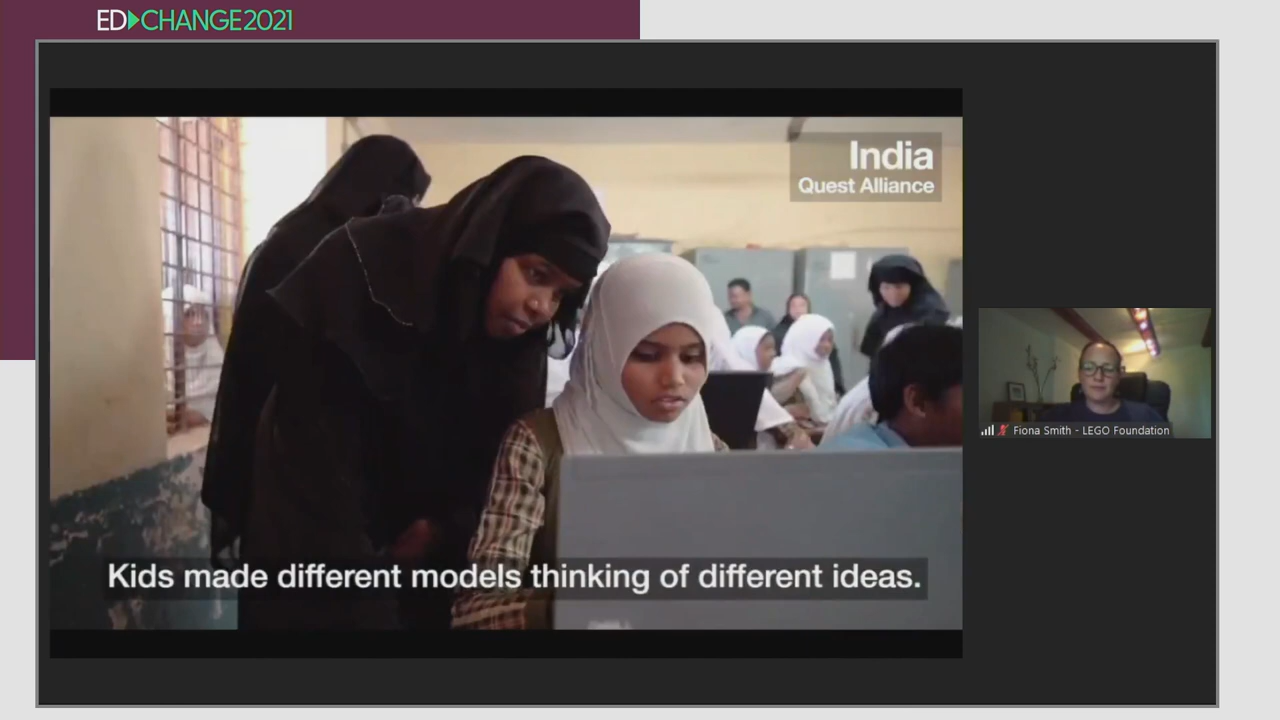 ED CHANGE2021
India
Quest Alliance
Kids made different models thinking of different ideas.
Fiona Smith - LEGO Foundation